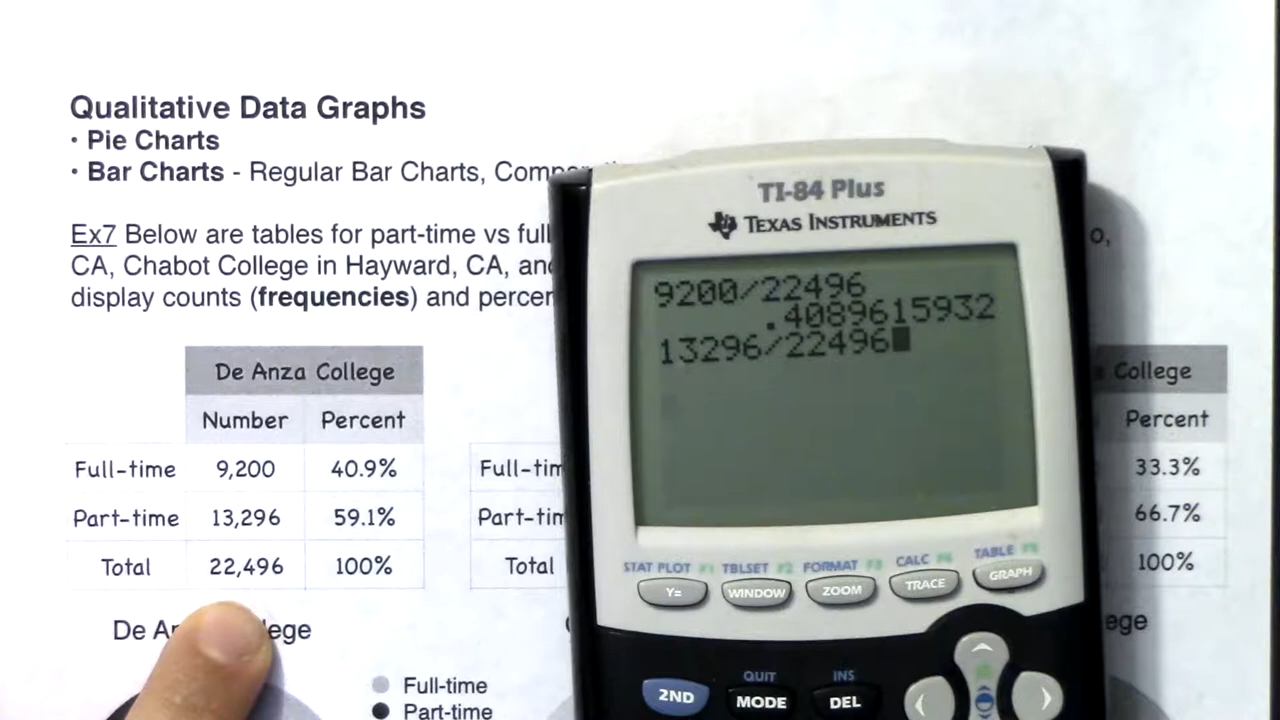 Qualitative Data Graphs
• Pie Charts
• Bar Charts - Regular Bar Charts,
Ex7 Below are tables for part-time vs o,
CA, Chabot College in Hayward, CA,
display counts (frequencies) and
TI-84 Plus
TEXAS INSTRUMENTS
9200/22496
.4089615932
13296/22496
De Anza College
Number Percent
Full-time 9,200 40.9%
Part-time 13,296 59.1%
Total 22,496 100%
Full-tim
Part-tim
Total
College
Percent
33.3%
66.7%
100%
De An ege
ege
Full-time
Part-time
STAT PLOT F1 TBLSET F2 FORMAT F3 CALC F4 TABLE F5
Y= WINDOW ZOOM TRACE GRAPH
QUIT INS
2ND MODE DEL